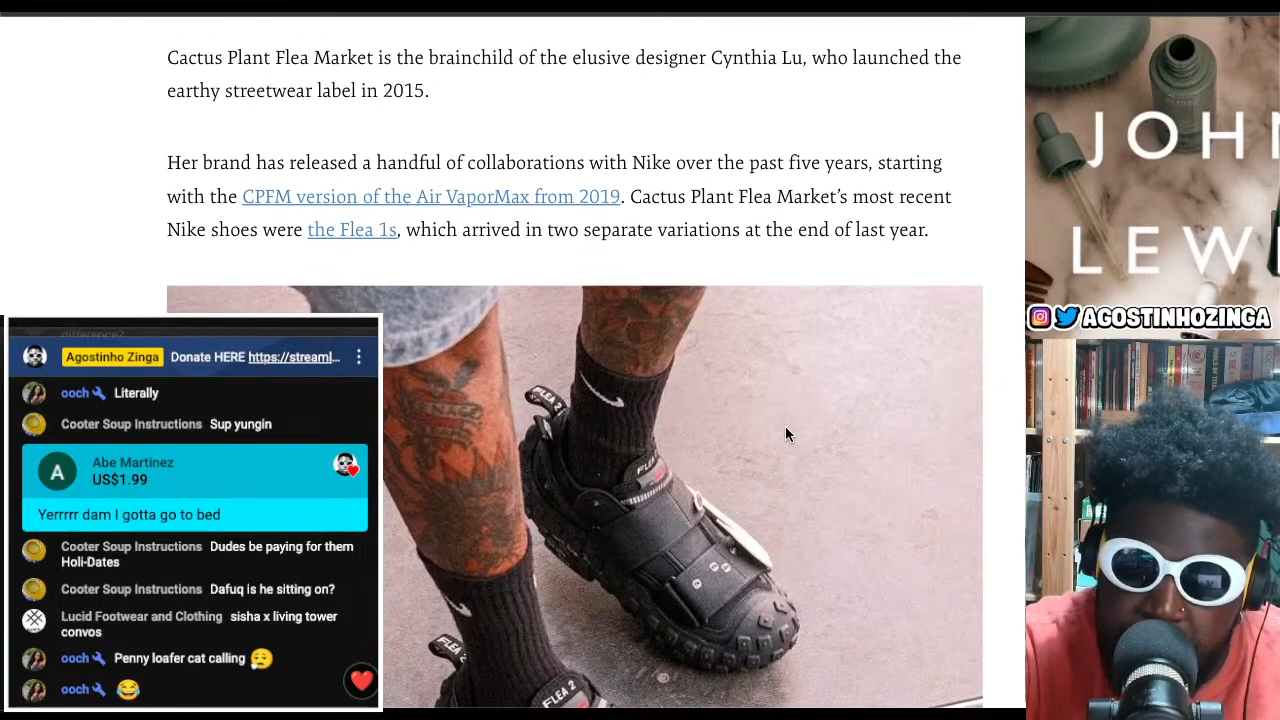 Cactus Plant Flea Market is the brainchild of the elusive designer Cynthia Lu, who launched the
earthy streetwear label in 2015.
Her brand has released a handful of collaborations with Nike over the past five years, starting
with the CPFM version of the Air VaporMax from 2019. Cactus Plant Flea Market’s most recent
Nike shoes were the Flea 1s, which arrived in two separate variations at the end of last year.
difference?
Agostinho Zinga Donate HERE https://streaml...
ooch Literally
Cooter Soup Instructions Sup yungin
A
Abe Martinez
US$1.99
Yerrrrr dam I gotta go to bed
Cooter Soup Instructions Dudes be paying for them
Holi-Dates
Cooter Soup Instructions Dafuq is he sitting on?
Lucid Footwear and Clothing sisha x living tower
convos
ooch Penny loafer cat calling 😥
ooch 😂
FLEA 2
FLEA
FLEA
FLEA 2
JOHN
LEW
AGOSTINHOZINGA